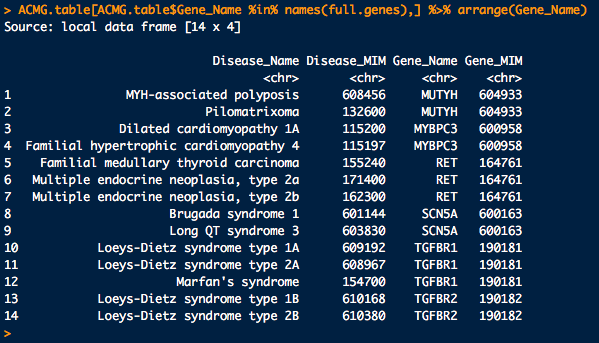 > ACMG.table[ACMG.table$Gene_Name %in% names(full.genes),] %>% arrange(Gene_Name)
Source: local data frame [14 x 4]
Disease_Name Disease_MIM Gene_Name Gene_MIM
<chr> <chr> <chr> <chr>
1 MYH-associated polyposis 608456 MUTYH 604933
2 Pilomatrixoma 132600 MUTYH 604933
3 Dilated cardiomyopathy 1A 115200 MYBPC3 600958
4 Familial hypertrophic cardiomyopathy 4 115197 MYBPC3 600958
5 Familial medullary thyroid carcinoma 155240 RET 164761
6 Multiple endocrine neoplasia, type 2a 171400 RET 164761
7 Multiple endocrine neoplasia, type 2b 162300 RET 164761
8 Brugada syndrome 1 601144 SCN5A 600163
9 Long QT syndrome 3 603830 SCN5A 600163
10 Loeys-Dietz syndrome type 1A 609192 TGFBR1 190181
11 Loeys-Dietz syndrome type 2A 608967 TGFBR1 190181
12 Marfan's syndrome 154700 TGFBR1 190181
13 Loeys-Dietz syndrome type 1B 610168 TGFBR2 190182
14 Loeys-Dietz syndrome type 2B 610380 TGFBR2 190182
>